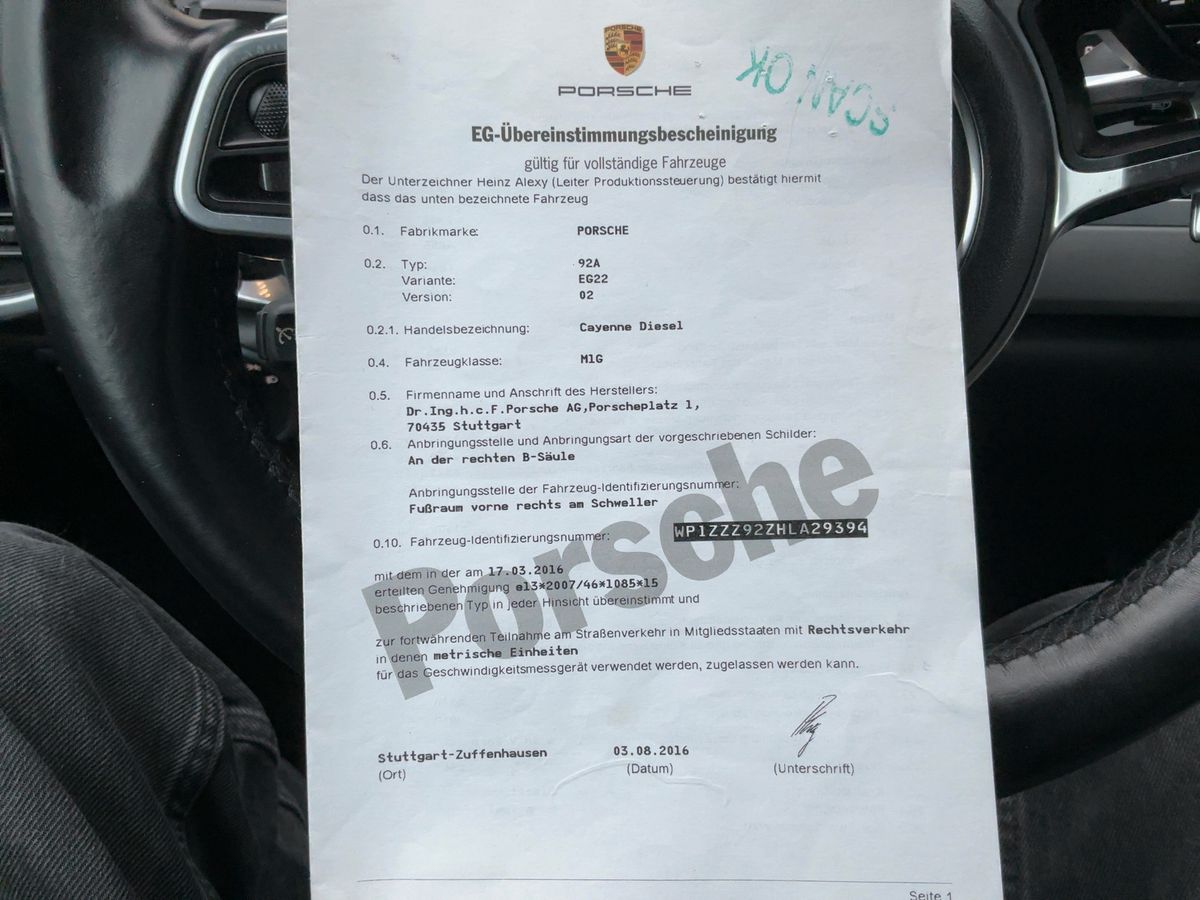 PORSCHE
PORSCHE
SCAN OK
EG-Übereinstimmungsbescheinigung
gültig für vollständige Fahrzeuge
Der Unterzeichner Heinz Alexy (Leiter Produktionssteuerung) bestätigt hiermit
dass das unten bezeichnete Fahrzeug
0.1. Fabrikmarke: PORSCHE
0.2. Typ: 92A
Variante: EG22
Version: 02
0.2.1. Handelsbezeichnung: Cayenne Diesel
0.4. Fahrzeugklasse: M1G
0.5. Firmenname und Anschrift des Herstellers:
Dr.Ing.h.c.F.Porsche AG,Porscheplatz 1,
70435 Stuttgart
0.6. Anbringungsstelle und Anbringungsart der vorgeschriebenen Schilder:
An der rechten B-Säule
Anbringungsstelle der Fahrzeug-Identifizierungsnummer:
Fußraum vorne rechts am Schweller
0.10. Fahrzeug-Identifizierungsnummer: WP1ZZZ92ZHLA29394
Porsche
mit dem in der am 17.03.2016
erteilten Genehmigung e13*2007/46*1085*15
beschriebenen Typ in jeder Hinsicht übereinstimmt und
zur fortwährenden Teilnahme am Straßenverkehr in Mitgliedsstaaten mit Rechtsverkehr
in denen metrische Einheiten
für das Geschwindigkeitsmessgerät verwendet werden, zugelassen werden kann.
Stuttgart-Zuffenhausen 03.08.2016
(Ort) (Datum) (Unterschrift)
Seite 1